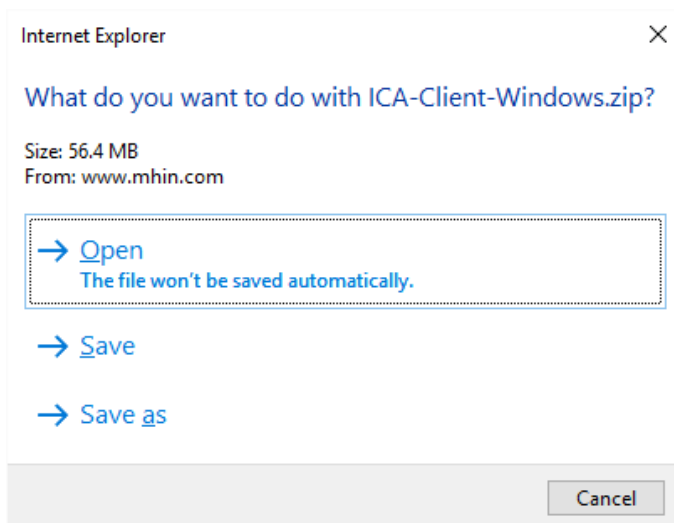 Internet Explorer
What do you want to do with ICA-Client-Windows.zip?
Size: 56.4 MB
From: www.mhin.com
Open
The file won't be saved automatically.
Save
Save as
Cancel